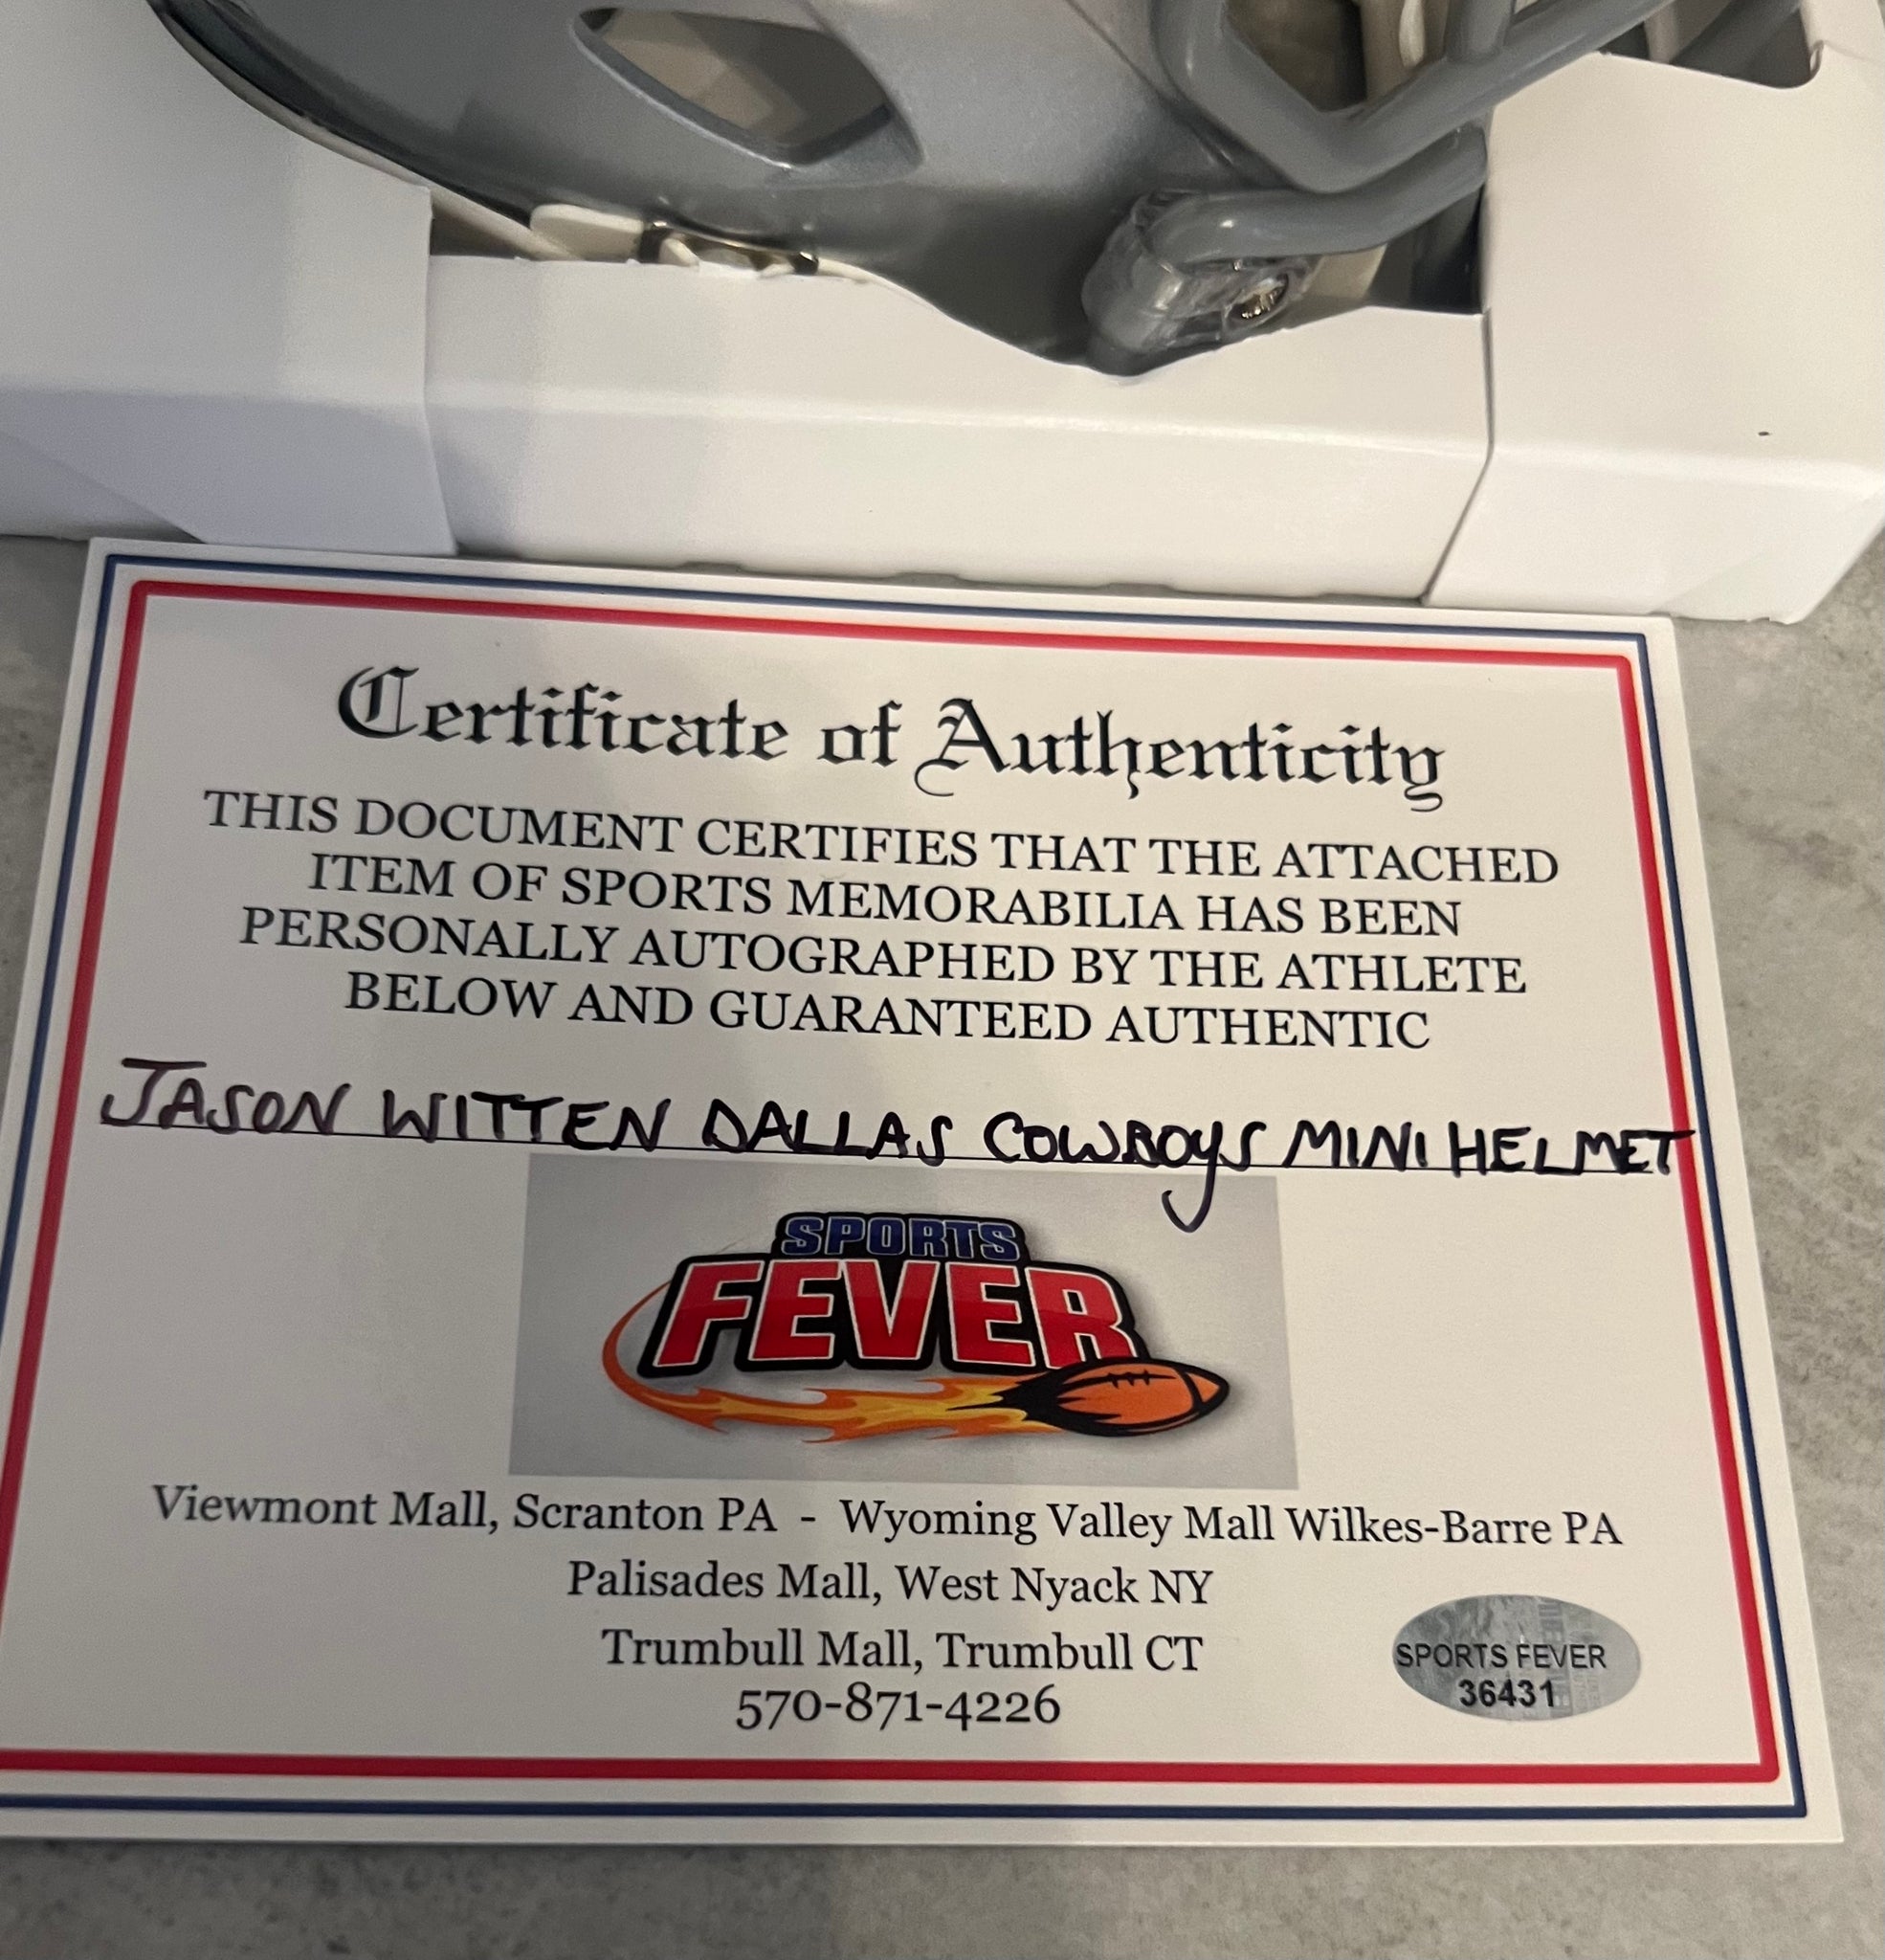 Certificate of Authenticity
THIS DOCUMENT CERTIFIES THAT THE ATTACHED
ITEM OF SPORTS MEMORABILIA HAS BEEN
PERSONALLY AUTOGRAPHED BY THE ATHLETE
BELOW AND GUARANTEED AUTHENTIC
JASON WITTEN DALLAS COWBOYS MINI HELMET
SPORTS
FEVER
Viewmont Mall, Scranton PA - Wyoming Valley Mall Wilkes-Barre PA
Palisades Mall, West Nyack NY
Trumbull Mall, Trumbull CT
570-871-4226
SPORTS FEVER
36431